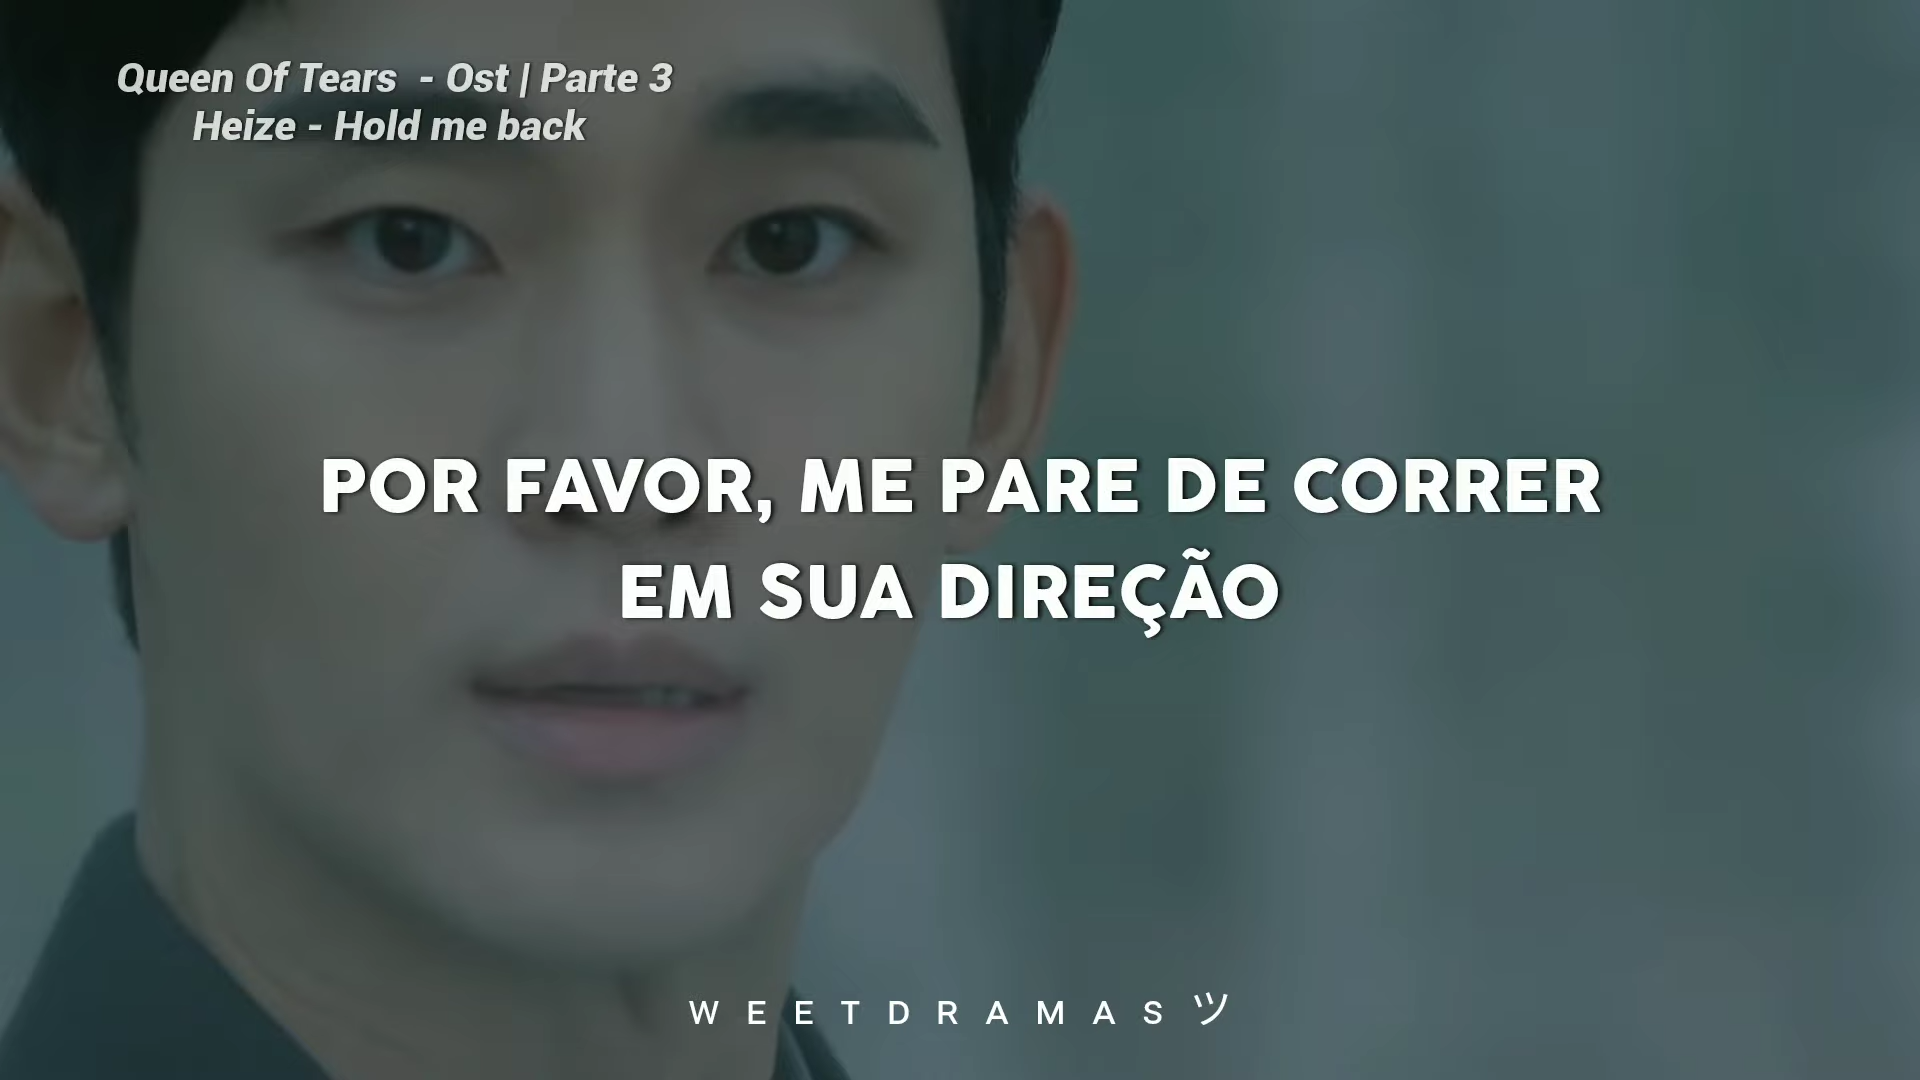 Queen Of Tears - Ost | Parte 3
Heize - Hold me back
POR FAVOR, ME PARE DE CORRER
EM SUA DIREÇÃO
WEETDRAMAS ツ